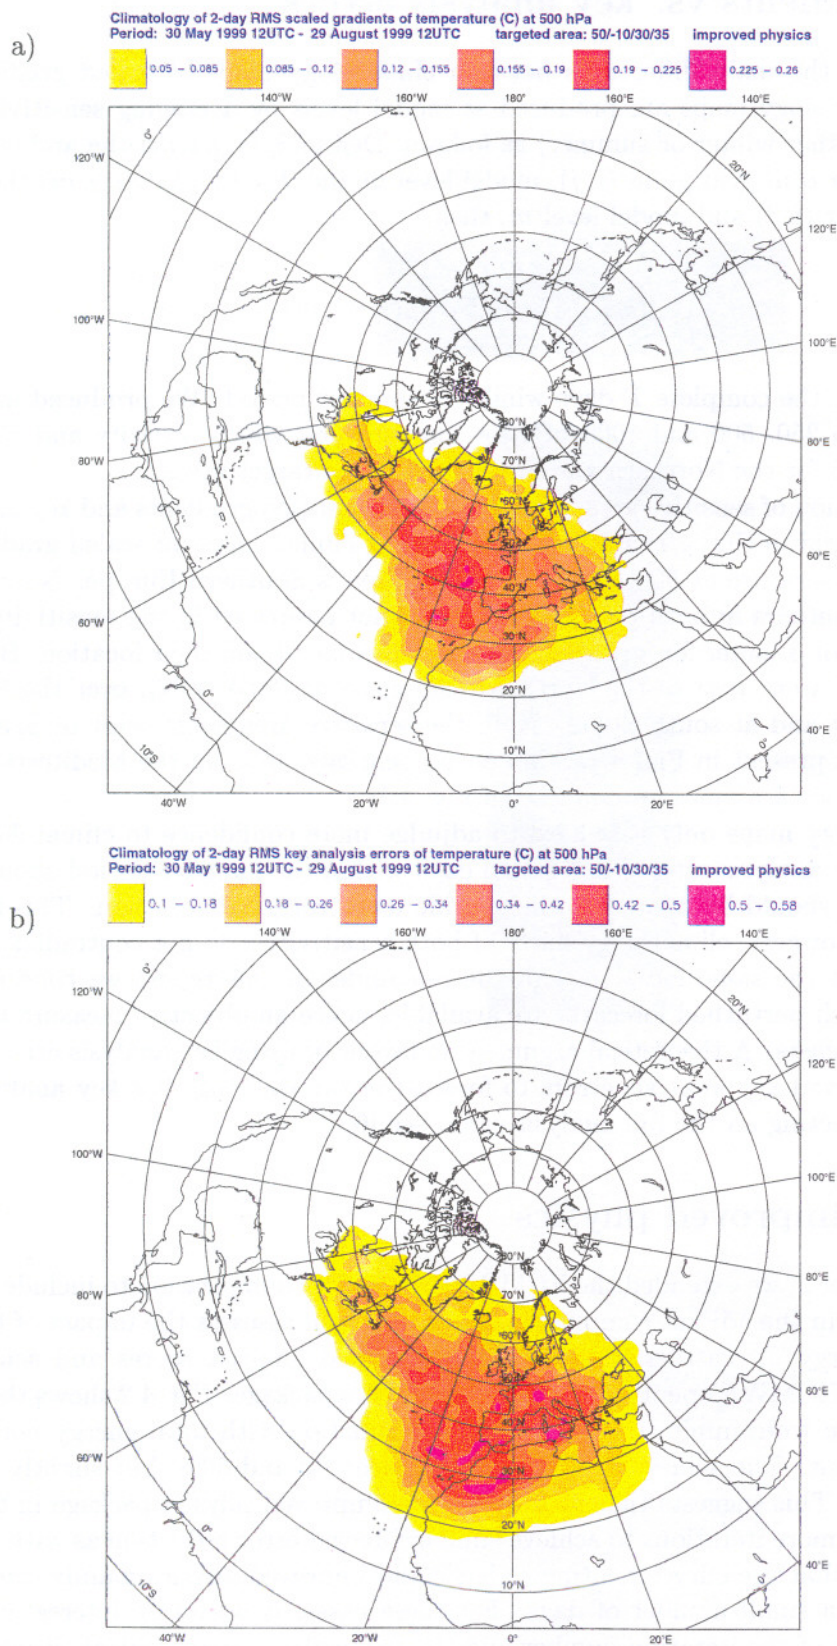 a)
Climatology of 2-day RMS scaled gradients of temperature (C) at 500 hPa
Period: 30 May 1999 12UTC - 29 August 1999 12UTC targeted area: 50/-10/30/35 improved physics
0.05 - 0.085 0.085 - 0.12 0.12 - 0.155 0.155 - 0.19 0.19 - 0.225 0.225 - 0.26
140°W 160°W 180° 160°E 140°E
120°W 20°N
120°E
100°W 100°E
80°N
80°W 80°E
70°N
60°N
60°E
40°N
60°W 30°N
0° 20°N
40°E
10°S 10°N
40°W 20°W 0° 20°E
b)
Climatology of 2-day RMS key analysis errors of temperature (C) at 500 hPa
Period: 30 May 1999 12UTC - 29 August 1999 12UTC targeted area: 50/-10/30/35 improved physics
0.1 - 0.18 0.18 - 0.26 0.26 - 0.34 0.34 - 0.42 0.42 - 0.5 0.5 - 0.58
140°W 160°W 180° 160°E 140°E
0° 0°
120°W 20°N
120°E
100°W 100°E
80°N
80°W 80°E
70°N
60°N
60°E
40°N
60°W 30°N
0° 20°N
40°E
10°S 10°N
40°W 20°W 0° 20°E